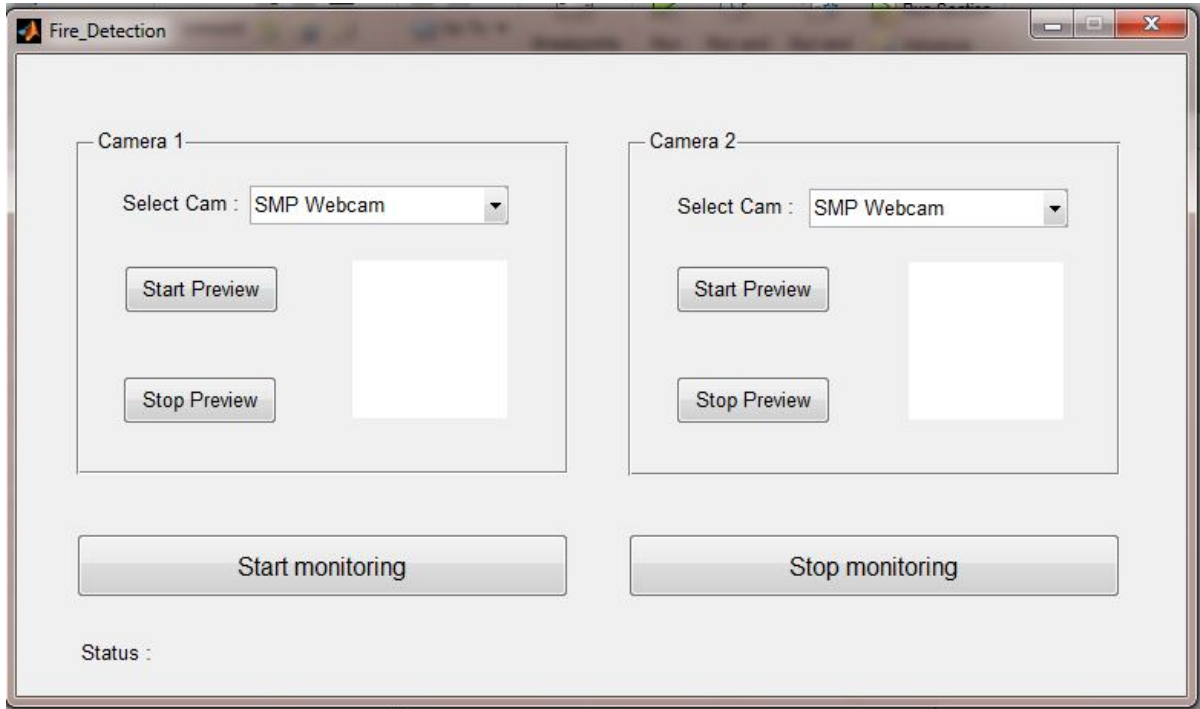 Fire_Detection
Camera 1
Select Cam :
SMP Webcam
Start Preview
Stop Preview
Camera 2
Select Cam :
SMP Webcam
Start Preview
Stop Preview
Start monitoring
Stop monitoring
Status :